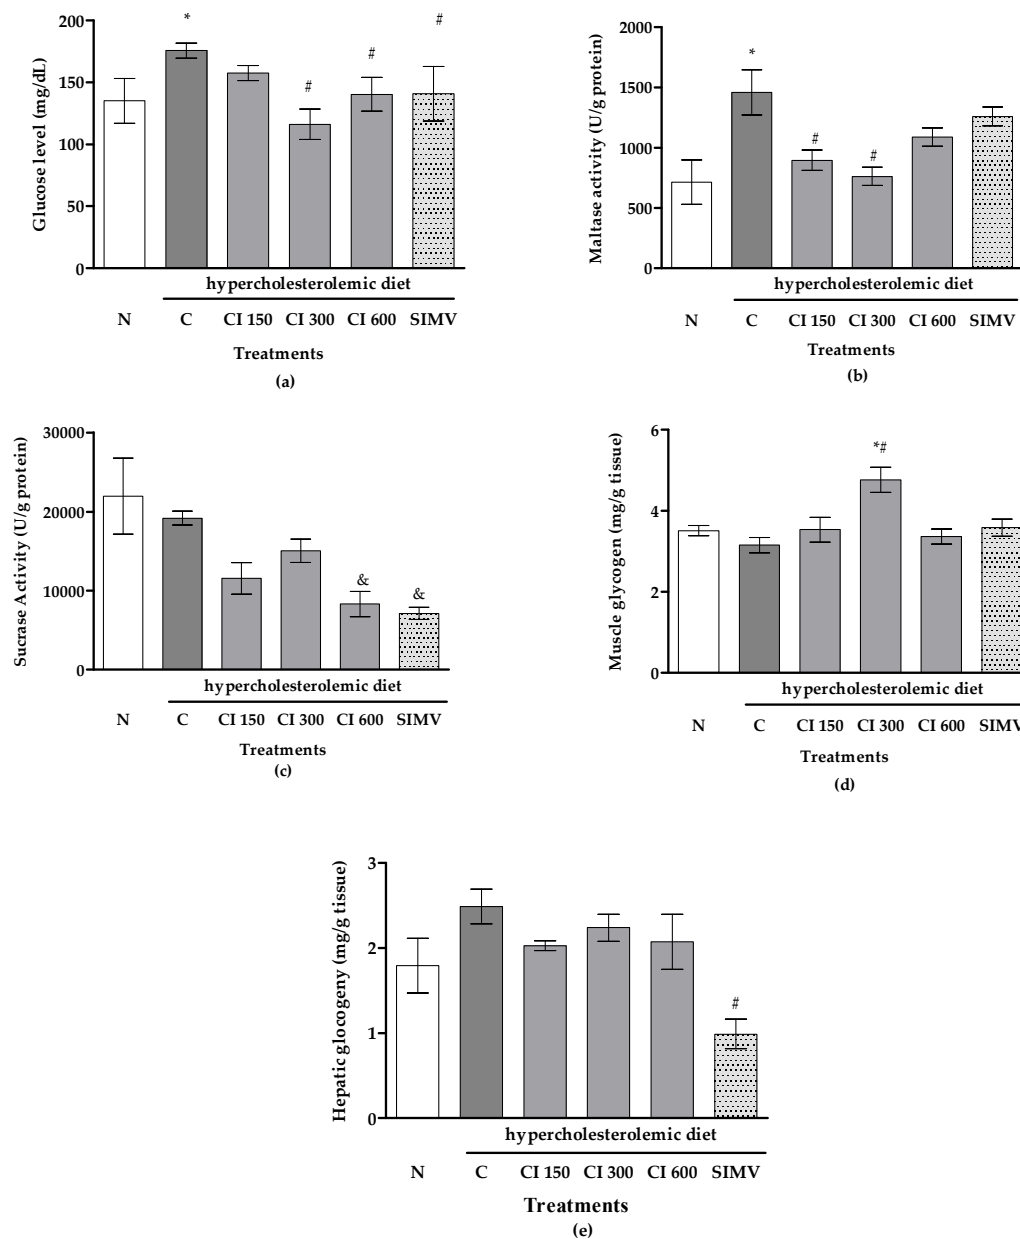 Glucose level (mg/dL)
200
150
100
50
0
*
#
#
#
hypercholesterolemic diet
N C CI 150 CI 300 CI 600 SIMV
Treatments
(a)
Maltase activity (U/g protein)
2000
1500
1000
500
0
*
#
#
hypercholesterolemic diet
N C CI 150 CI 300 CI 600 SIMV
Treatments
(b)
Sucrase Activity (U/g protein)
30000
20000
10000
0
&
&
hypercholesterolemic diet
N C CI 150 CI 300 CI 600 SIMV
Treatments
(c)
Muscle glycogen (mg/g tissue)
6
4
2
0
*#
hypercholesterolemic diet
N C CI 150 CI 300 CI 600 SIMV
Treatments
(d)
Hepatic glocogeny (mg/g tissue)
3
2
1
0
#
hypercholesterolemic diet
N C CI 150 CI 300 CI 600 SIMV
Treatments
(e)